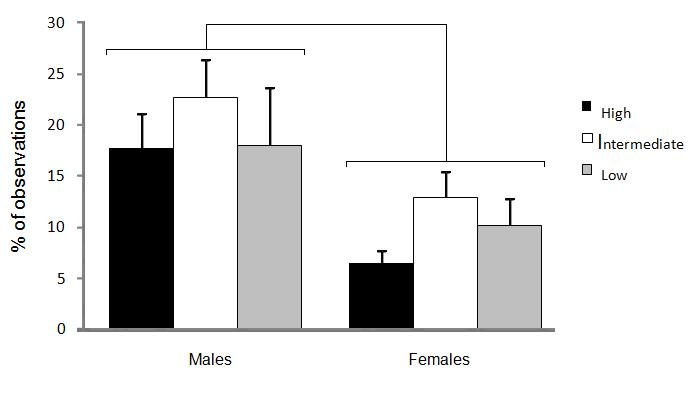 30
25
20
15
10
5
0
% of observations
Males
Females
High
Intermediate
Low